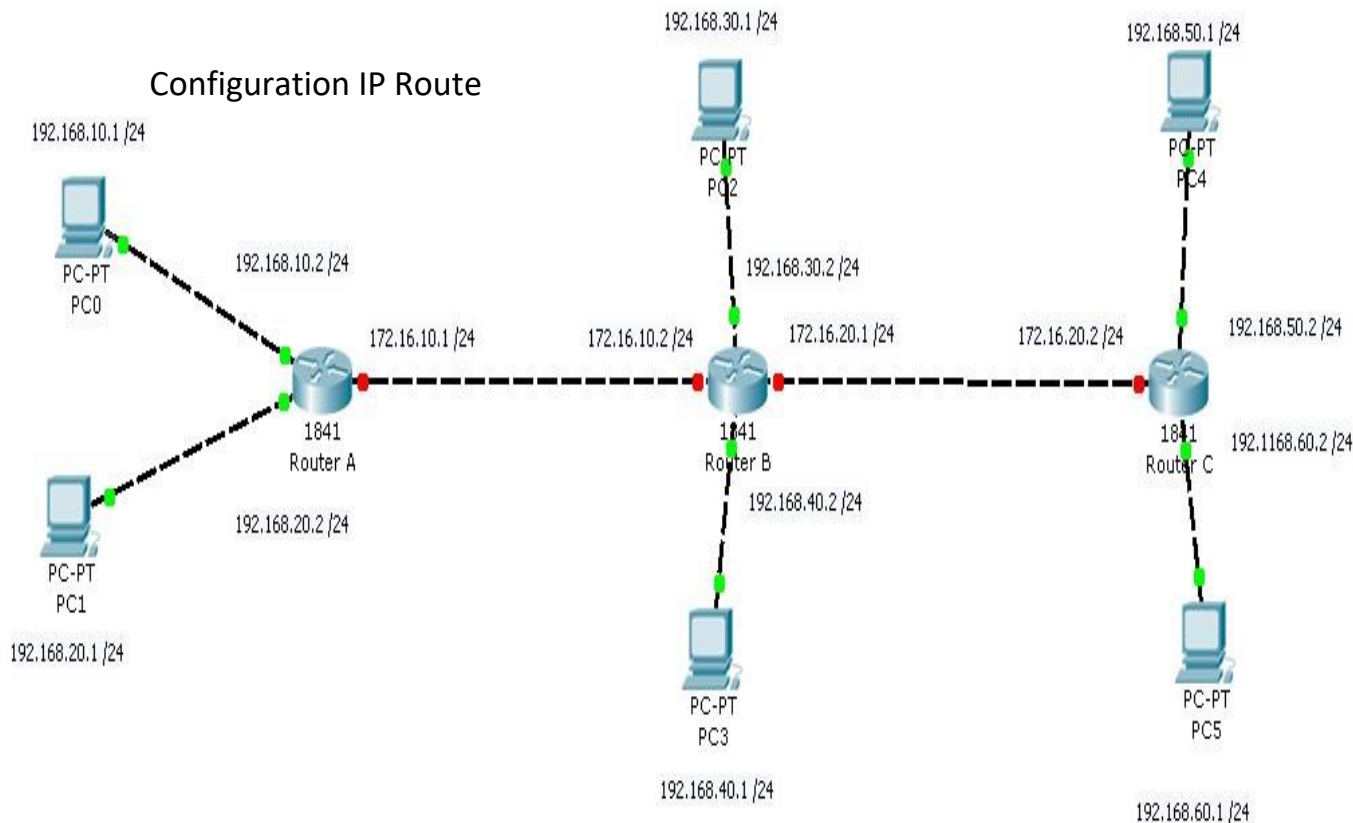 192.168.30.1 /24
192.168.50.1 /24
Configuration IP Route
192.168.10.1 /24
PC-PT
PC2
PC-PT
PC4
192.168.10.2 /24
192.168.30.2 /24
PC-PT
PC0
172.16.10.1 /24
172.16.10.2 /24
172.16.20.1 /24
172.16.20.2 /24
192.168.50.2 /24
1841
Router A
1841
Router B
1841
Router C
192.1168.60.2 /24
192.168.20.2 /24
192.168.40.2 /24
PC-PT
PC1
192.168.20.1 /24
PC-PT
PC3
PC-PT
PC5
192.168.40.1 /24
192.168.60.1 /24